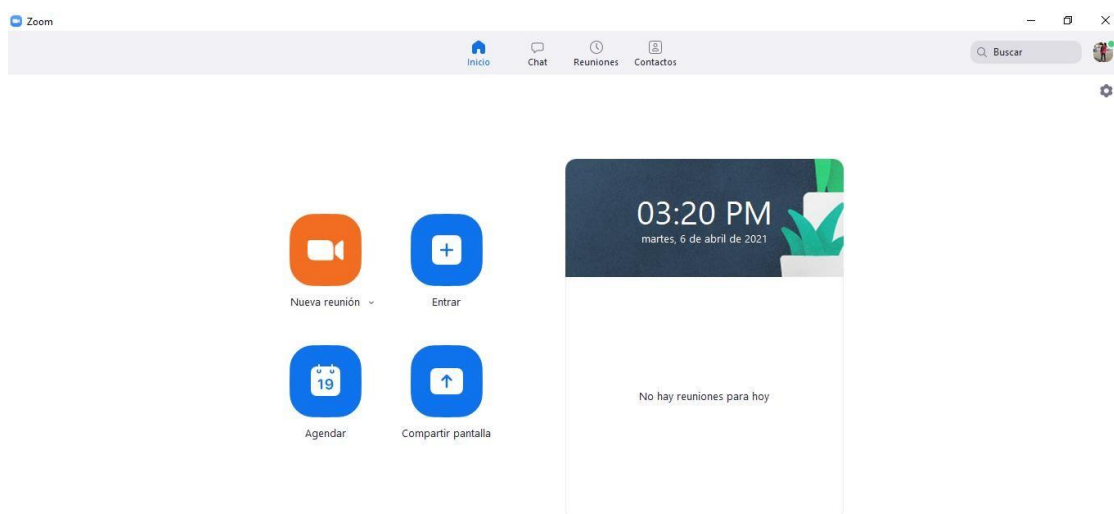 Zoom
Inicio
Chat
Reuniones
Contactos
Buscar
03:20 PM
martes, 6 de abril de 2021
Nueva reunión
Entrar
19
Agendar
Compartir pantalla
No hay reuniones para hoy